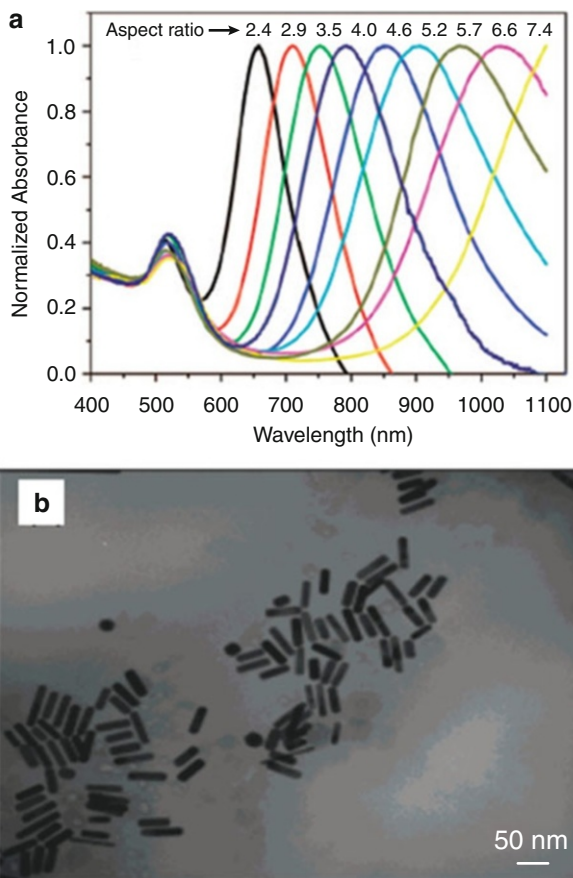 a
Aspect ratio → 2.4 2.9 3.5 4.0 4.6 5.2 5.7 6.6 7.4
1.0
0.8
0.6
0.4
0.2
0.0
Normalized Absorbance
400 500 600 700 800 900 1000 1100
Wavelength (nm)
b
50 nm